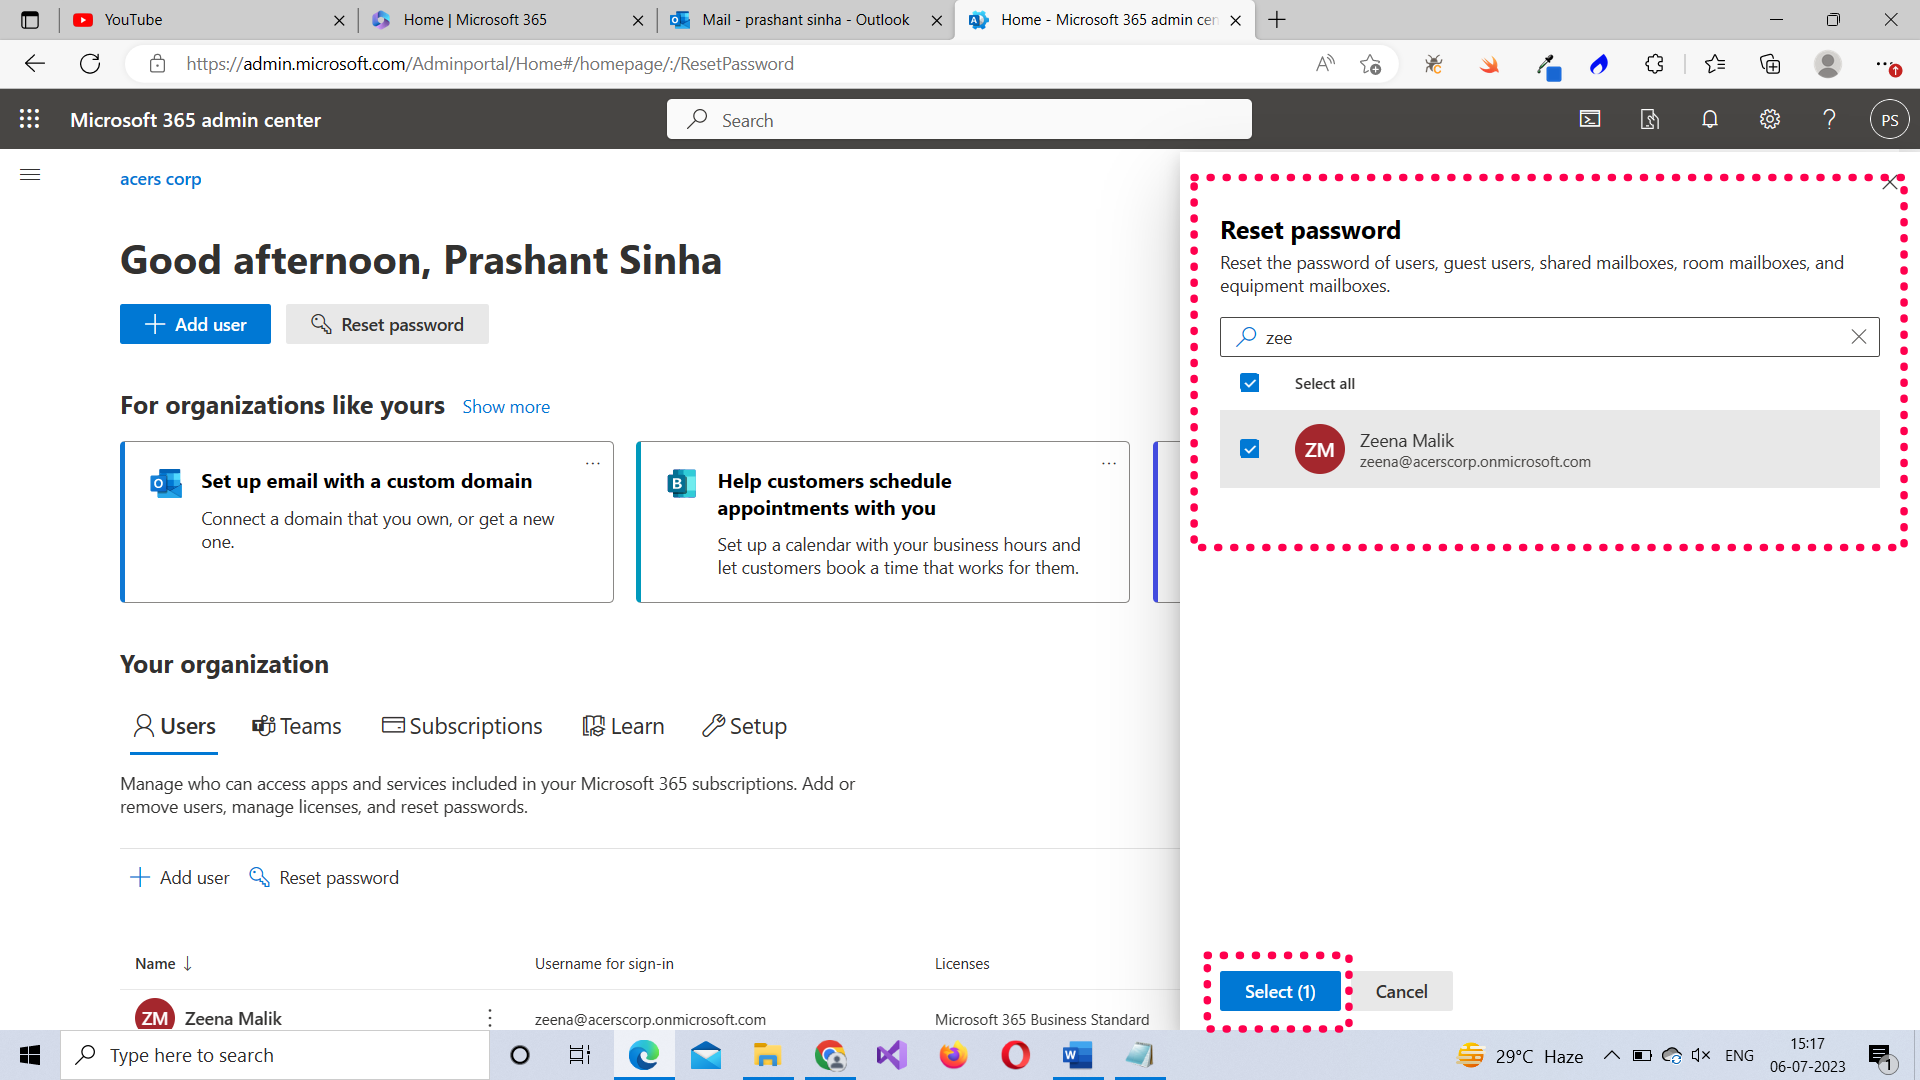 YouTube
Home | Microsoft 365
Mail - prashant sinha - Outlook
Home - Microsoft 365 admin cen
https://admin.microsoft.com/Adminportal/Home#/homepage/:/ResetPassword
Microsoft 365 admin center
Search
PS
acers corp
Good afternoon, Prashant Sinha
Add user
Reset password
For organizations like yours
Show more
Set up email with a custom domain
Connect a domain that you own, or get a new
one.
Help customers schedule
appointments with you
Set up a calendar with your business hours and
let customers book a time that works for them.
Your organization
Users
Teams
Subscriptions
Learn
Setup
Manage who can access apps and services included in your Microsoft 365 subscriptions. Add or
remove users, manage licenses, and reset passwords.
Add user
Reset password
Name ↓
Username for sign-in
Licenses
ZM
Zeena Malik
zeena@acerscorp.onmicrosoft.com
Microsoft 365 Business Standard
Reset password
Reset the password of users, guest users, shared mailboxes, room mailboxes, and
equipment mailboxes.
zee
Select all
ZM
Zeena Malik
zeena@acerscorp.onmicrosoft.com
Select (1)
Cancel
Type here to search
29°C Haze
ENG
15:17
06-07-2023
1